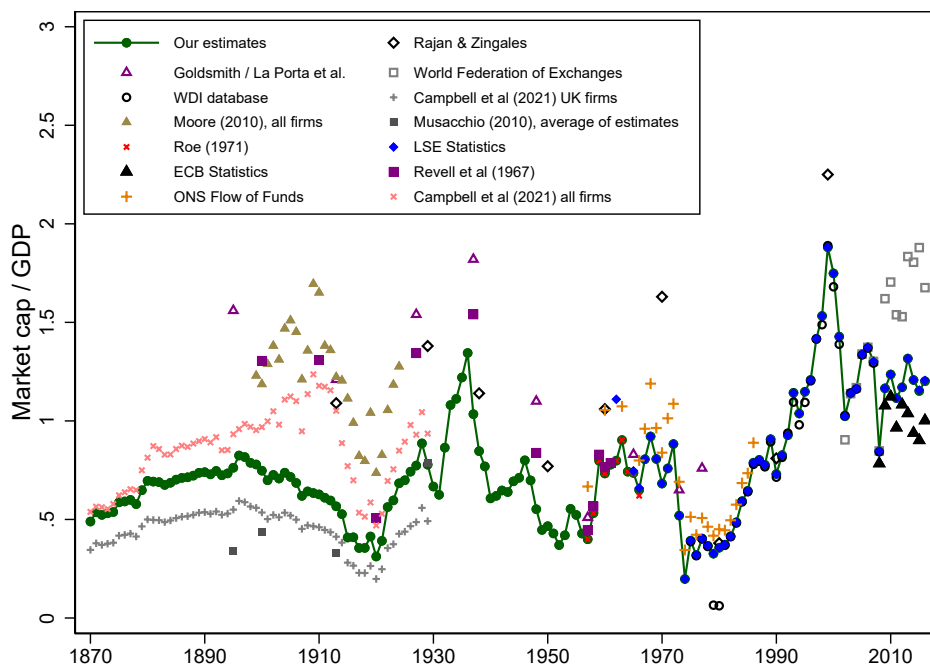 3
2.5
2
1.5
1
.5
0
Market cap / GDP
Our estimates
Goldsmith / La Porta et al.
WDI database
Moore (2010), all firms
Roe (1971)
ECB Statistics
ONS Flow of Funds
Rajan & Zingales
World Federation of Exchanges
Campbell et al (2021) UK firms
Musacchio (2010), average of estimates
LSE Statistics
Revell et al (1967)
Campbell et al (2021) all firms
1870
1890
1910
1930
1950
1970
1990
2010